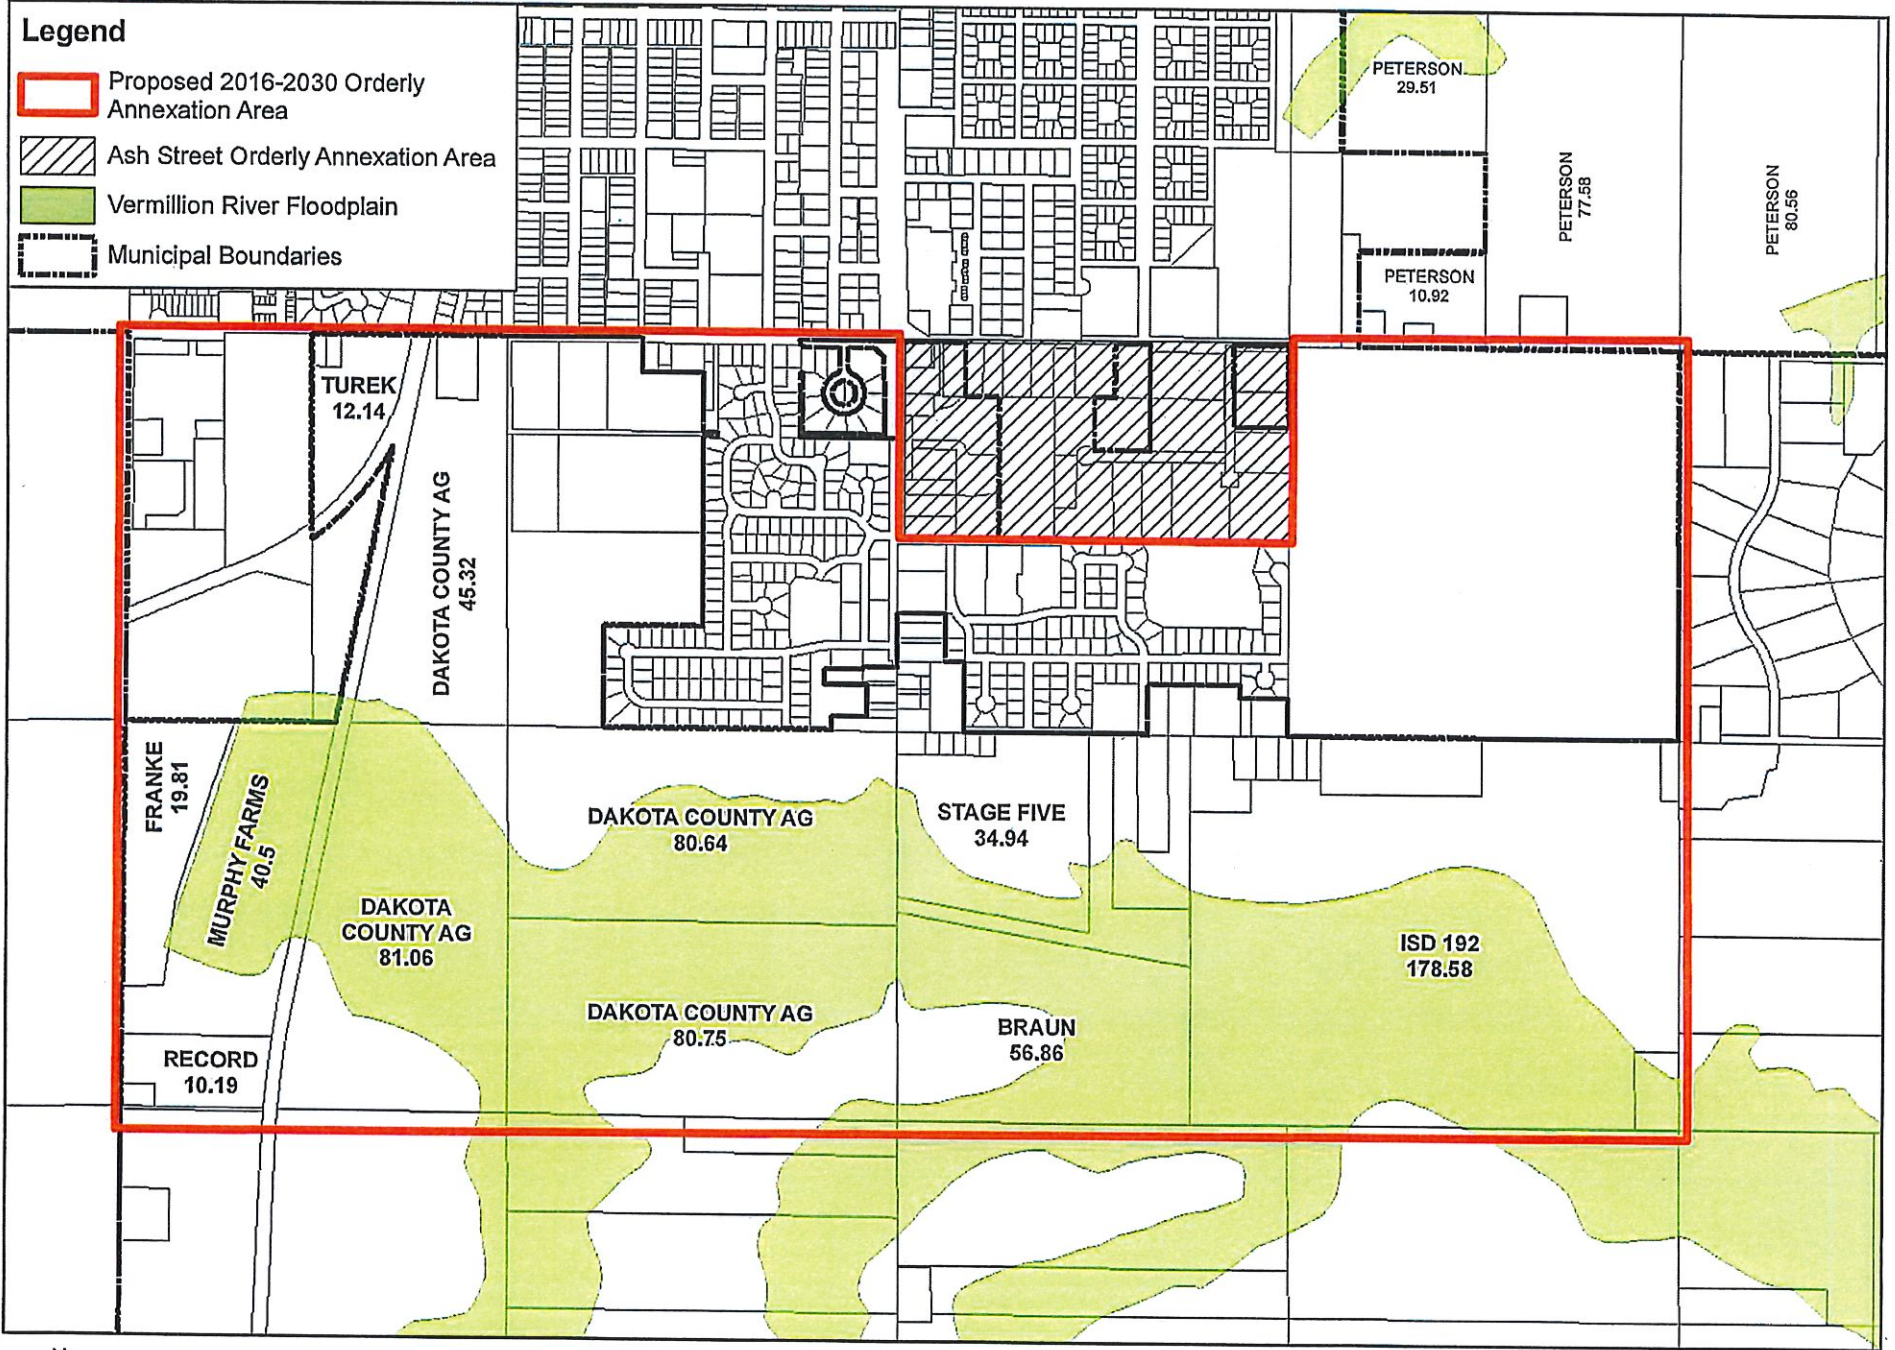 Legend
Proposed 2016-2030 Orderly
Annexation Area
Ash Street Orderly Annexation Area
Vermillion River Floodplain
Municipal Boundaries
PETERSON
29.51
PETERSON
77.58
PETERSON
80.56
PETERSON
10.92
TUREK
12.14
DAKOTA COUNTY AG
45.32
FRANKE
19.81
MURPHY FARMS
40.5
DAKOTA COUNTY AG
80.64
STAGE FIVE
34.94
DAKOTA
COUNTY AG
81.06
ISD 192
178.58
DAKOTA COUNTY AG
80.75
BRAUN
56.86
RECORD
10.19